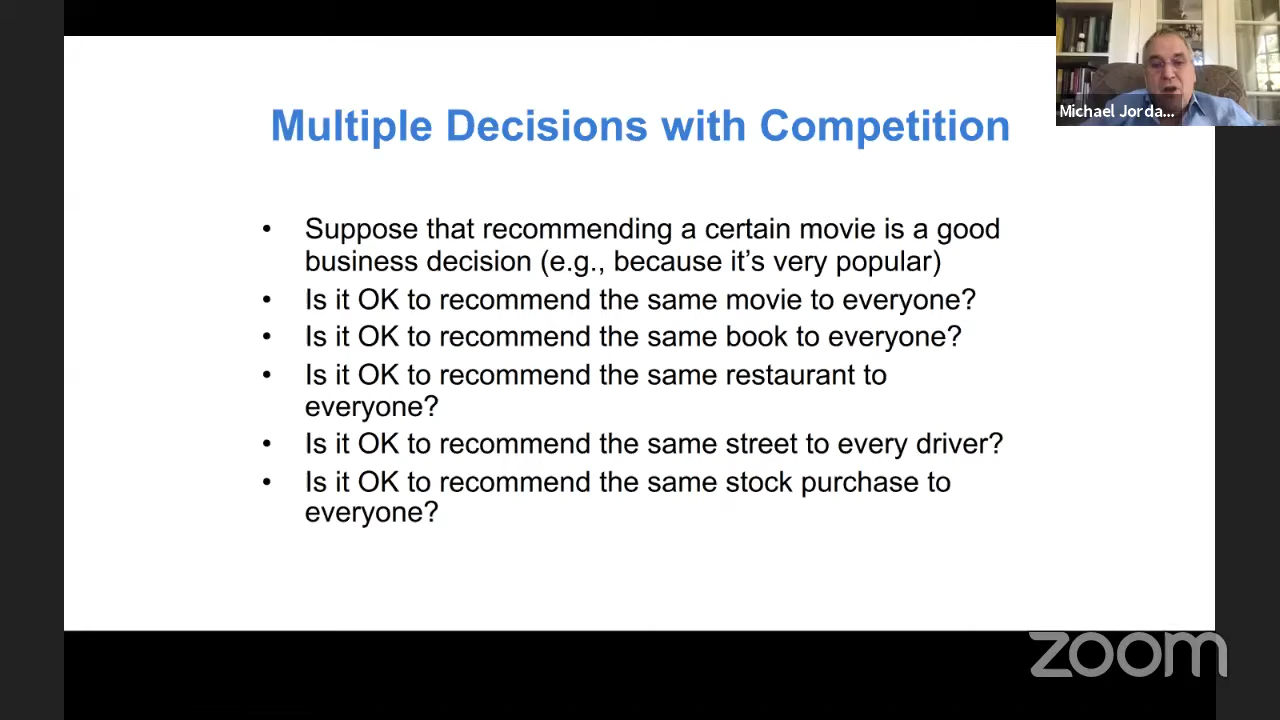 Michael Jorda...
Multiple Decisions with Competition
• Suppose that recommending a certain movie is a good
business decision (e.g., because it's very popular)
• Is it OK to recommend the same movie to everyone?
• Is it OK to recommend the same book to everyone?
• Is it OK to recommend the same restaurant to
everyone?
• Is it OK to recommend the same street to every driver?
• Is it OK to recommend the same stock purchase to
everyone?
zoom